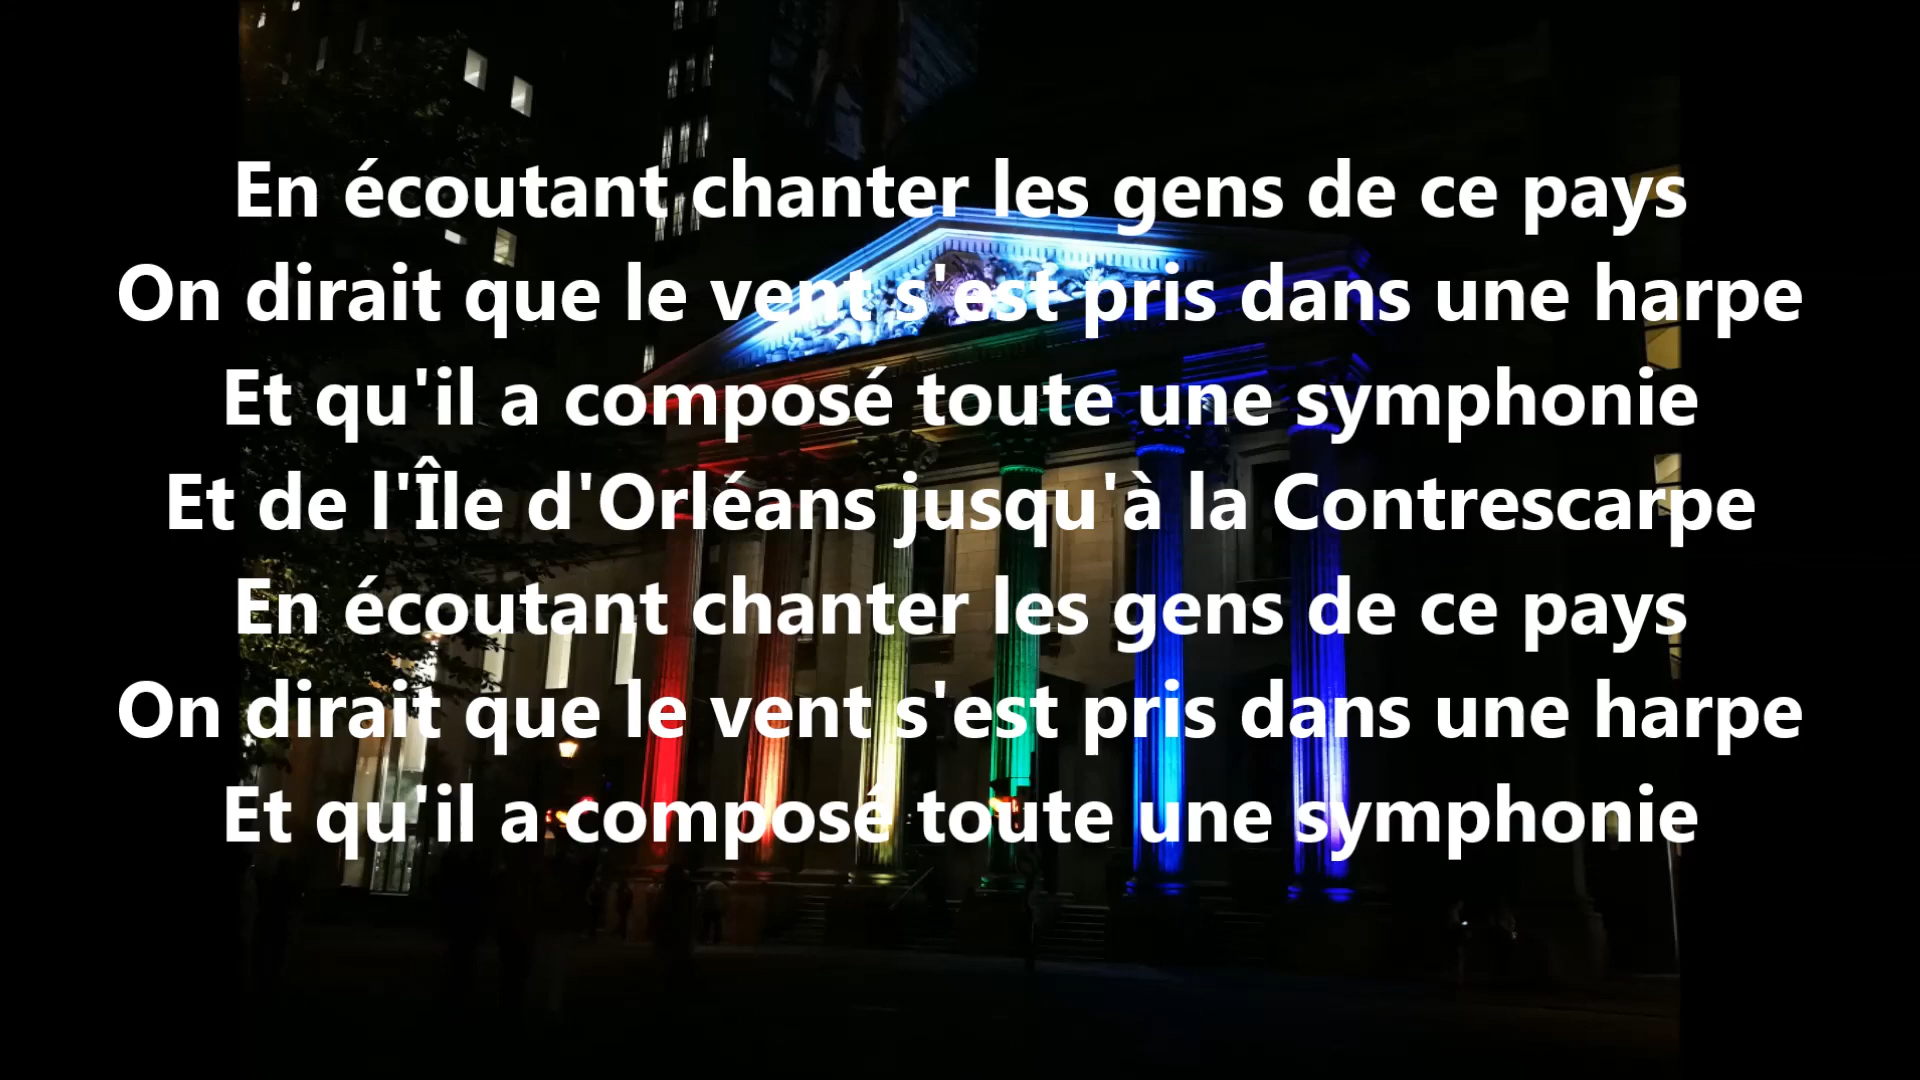 En écoutant chanter les gens de ce pays
On dirait que le vent s'est pris dans une harpe
Et qu'il a composé toute une symphonie
Et de l'Île d'Orléans jusqu'à la Contrescarpe
En écoutant chanter les gens de ce pays
On dirait que le vent s'est pris dans une harpe
Et qu'il a composé toute une symphonie